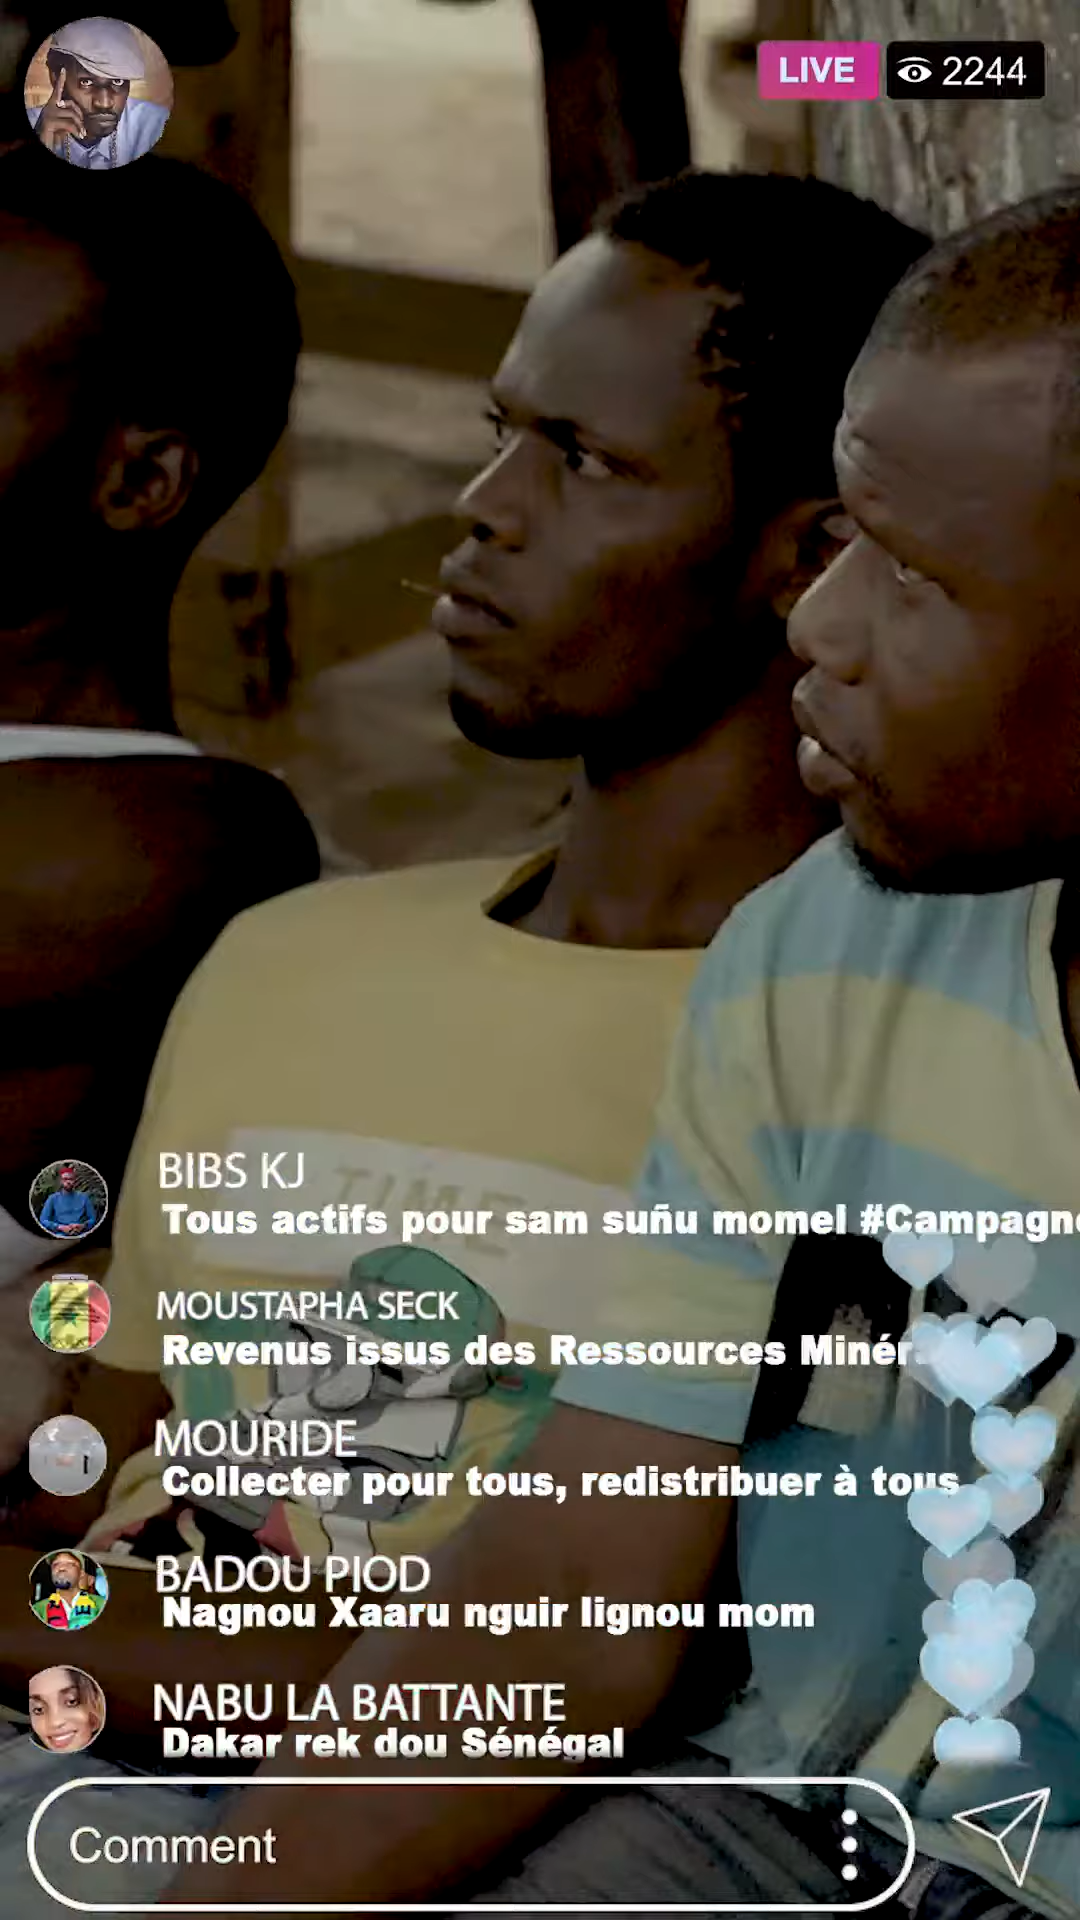 LIVE 2244
TIME
BIBS KJ
Tous actifs pour sam suñu momel #Campagne
MOUSTAPHA SECK
Revenus issus des Ressources Minér
MOURIDE
Collecter pour tous, redistribuer à tous
BADOU PIOD
Nagnou Xaaru nguir lignou mom
NABU LA BATTANTE
Dakar rek dou Sénégal
Comment